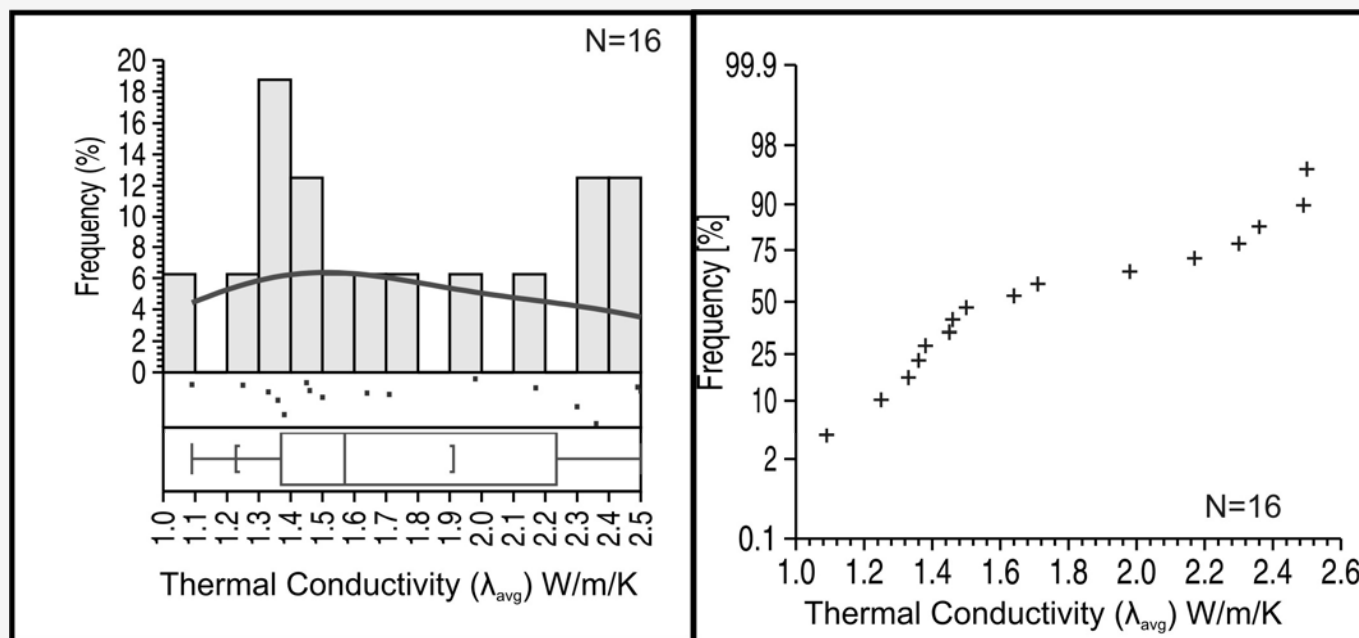 N=16
Frequency (%)
20
18
16
14
12
10
8
6
4
2
0
1.0 1.1 1.2 1.3 1.4 1.5 1.6 1.7 1.8 1.9 2.0 2.1 2.2 2.3 2.4 2.5
Thermal Conductivity (λavg) W/m/K
Frequency [%]
99.9
98
90
75
50
25
10
2
0.1
N=16
1.0 1.2 1.4 1.6 1.8 2.0 2.2 2.4 2.6
Thermal Conductivity (λavg) W/m/K